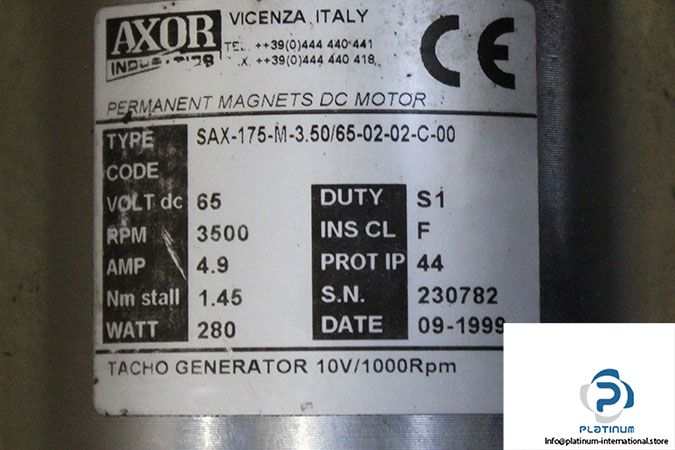 AXOR
INDUSTRIES
VICENZA, ITALY
TEL. ++39(0)444 440 441
++39(0)444 440 418
CE
PERMANENT MAGNETS DC MOTOR
TYPE SAX-175-M-3.50/65-02-02-C-00
CODE
VOLT dc 65
RPM 3500
AMP 4.9
Nm stall 1.45
WATT 280
DUTY S1
INS CL F
PROT IP 44
S.N. 230782
DATE 09-1999
TACHO GENERATOR 10V/1000Rpm
PLATINUM
Info@platinum-international.store